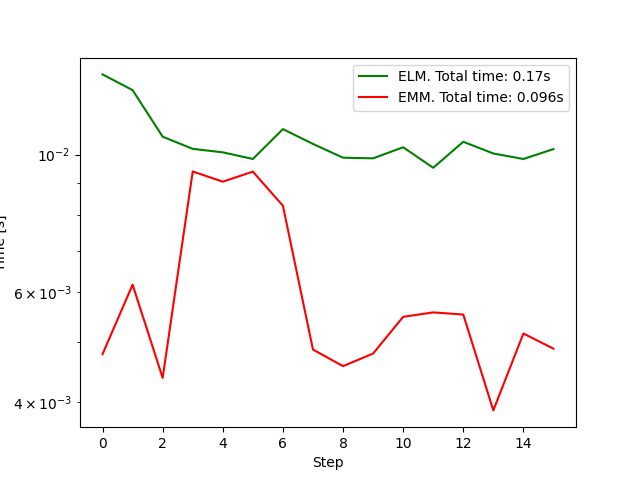 ELM. Total time: 0.17s
EMM. Total time: 0.096s
10⁻²
6 × 10⁻³
4 × 10⁻³
Time [s]
0 2 4 6 8 10 12 14
Step